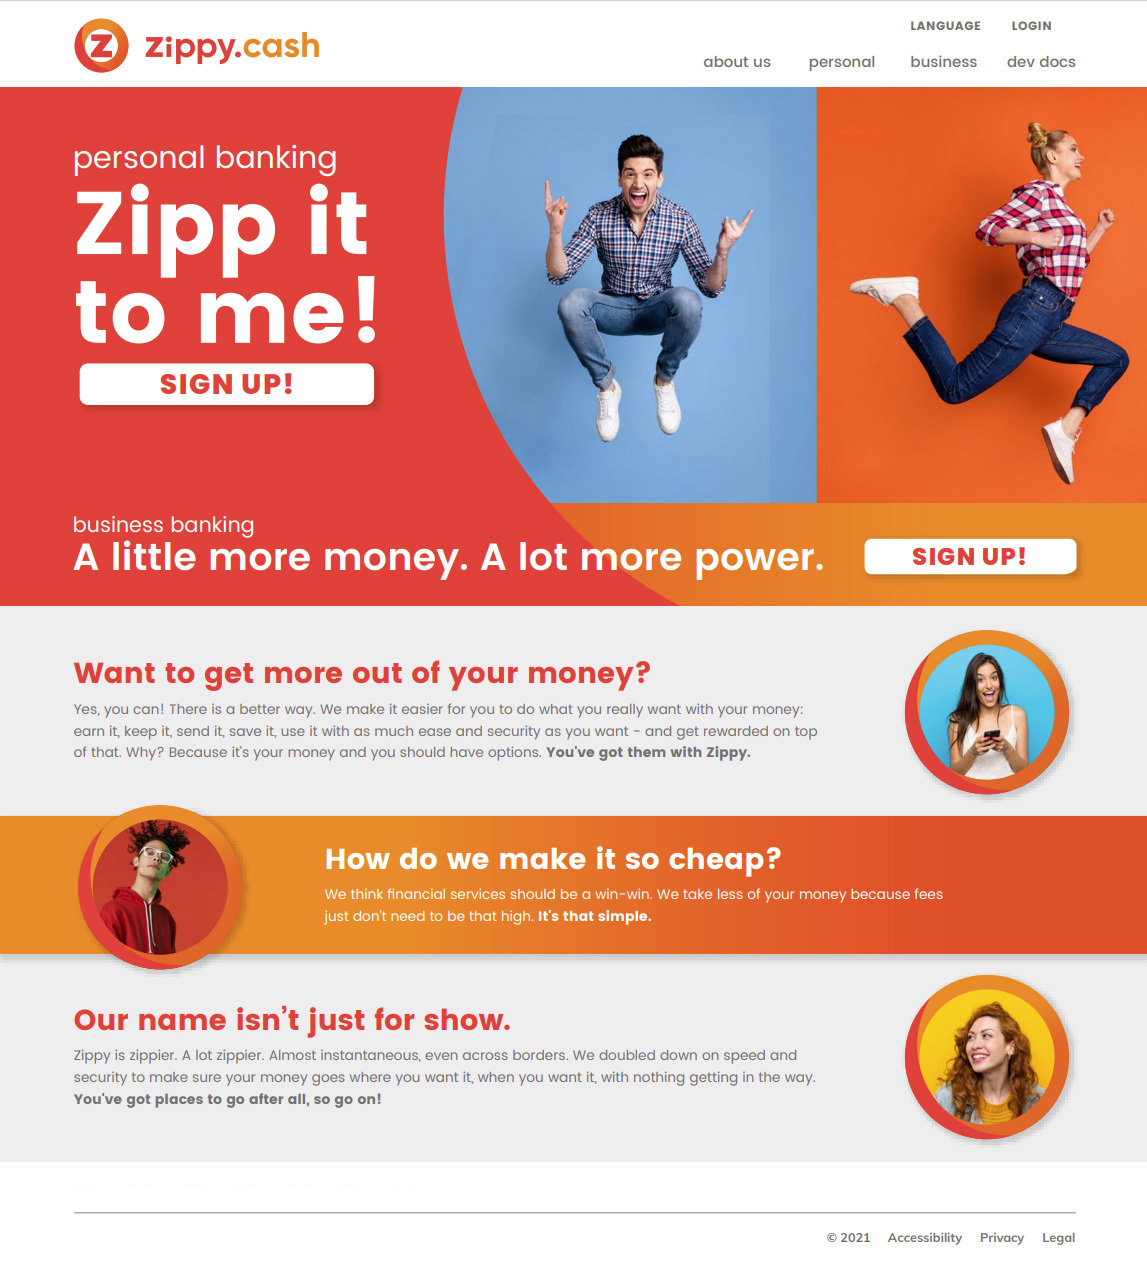 Z
Zippy.cash
LANGUAGE LOGIN
about us personal business dev docs
personal banking
Zipp it
to me!
SIGN UP!
business banking
A little more money. A lot more power.
SIGN UP!
Want to get more out of your money?
Yes, you can! There is a better way. We make it easier for you to do what you really want with your money:
earn it, keep it, send it, save it, use it with as much ease and security as you want - and get rewarded on top
of that. Why? Because it's your money and you should have options. You've got them with Zippy.
How do we make it so cheap?
We think financial services should be a win-win. We take less of your money because fees
just don't need to be that high. It's that simple.
Our name isn't just for show.
Zippy is zippier. A lot zippier. Almost instantaneous, even across borders. We doubled down on speed and
security to make sure your money goes where you want it, when you want it, with nothing getting in the way.
You've got places to go after all, so go on!
© 2021 Accessibility Privacy Legal